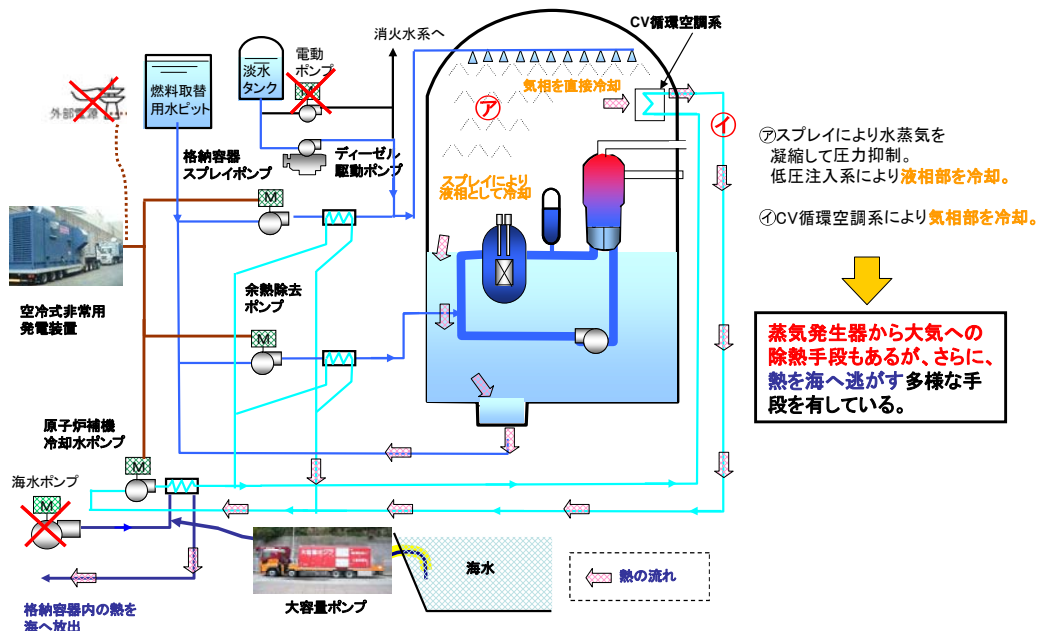 CV循環空調系
消火水系へ
電動
ポンプ
淡水
タンク
燃料取替
用水ピット
外部電源
M
気相を直接冷却
㋐
㋑
格納容器
スプレイポンプ
ディーゼル
駆動ポンプ
M
スプレイにより
液相として冷却
㋐スプレイにより水蒸気を
凝縮して圧力抑制。
低圧注入系により液相部を冷却。
㋑CV循環空調系により気相部を冷却。
空冷式非常用
発電装置
余熱除去
ポンプ
M
蒸気発生器から大気への
除熱手段もあるが、さらに、
熱を海へ逃がす多様な手
段を有している。
原子炉補機
冷却水ポンプ
M
海水ポンプ
M
大容量ポンプ
海水
熱の流れ
大容量ポンプ
格納容器内の熱を
海へ放出